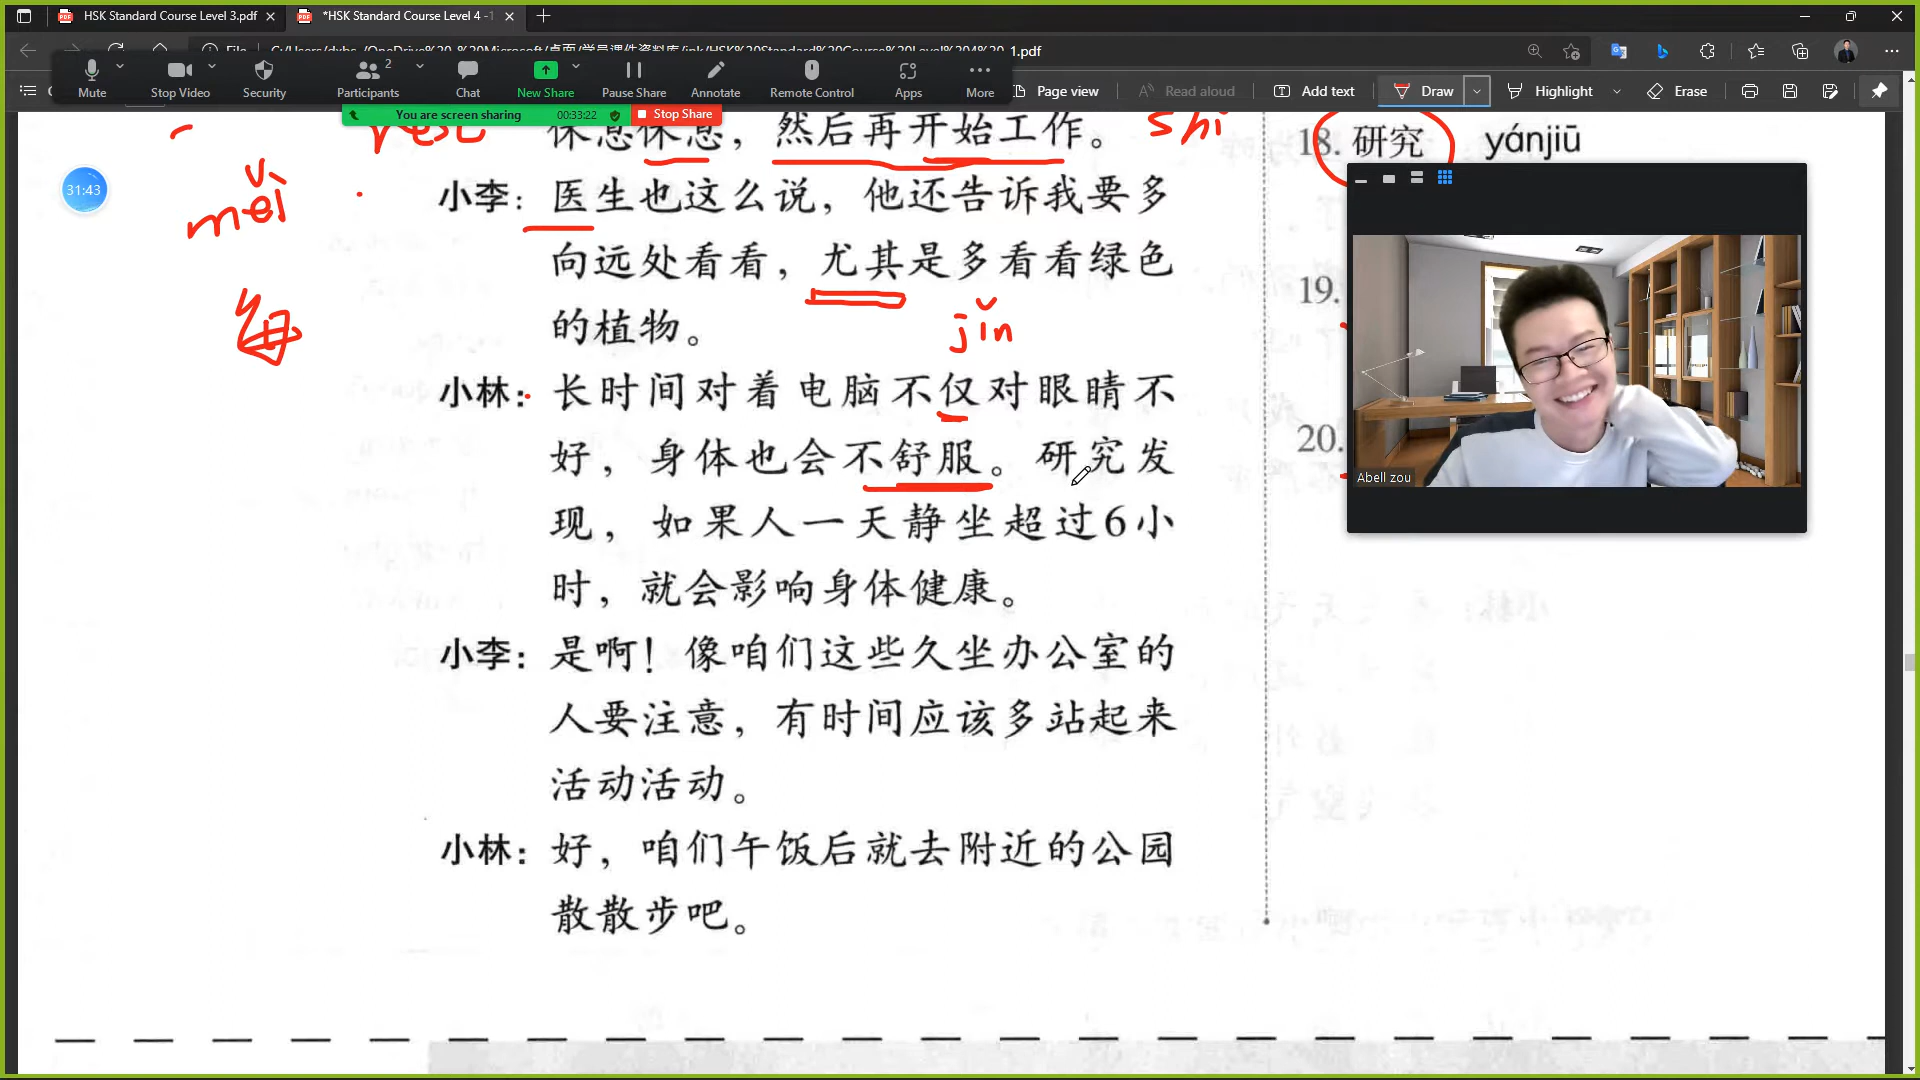 HSK Standard Course Level 3.pdf
*HSK Standard Course Level 4 -1
File
1.pdf
Mute
Stop Video
Security
2
Participants
Chat
New Share
Pause Share
Annotate
Remote Control
Apps
More
Page view
Read aloud
Add text
Draw
Highlight
Erase
You are screen sharing
00:33:22
Stop Share
31:43
měi
每
rest
shi
休息休息，然后再开始工作。
小李：医生也这么说，他还告诉我要多
向远处看看，尤其是多看看绿色
的植物。
jǐn
小林：长时间对着电脑不仅对眼睛不
好，身体也会不舒服。研究发
现，如果人一天静坐超过6小
时，就会影响身体健康。
小李：是啊！像咱们这些久坐办公室的
人要注意，有时间应该多站起来
活动活动。
小林：好，咱们午饭后就去附近的公园
散散步吧。
18. 研究 yánjiū
19.
20.
Abell zou